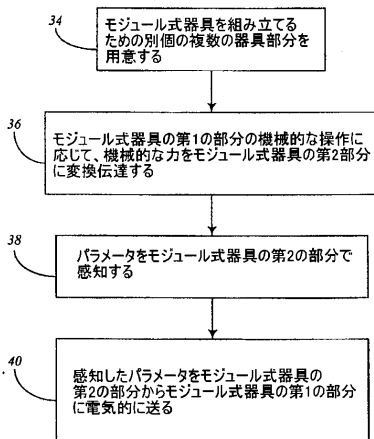 34
モジュール式器具を組み立てる
ための別個の複数の器具部分を
用意する
36
モジュール式器具の第1の部分の機械的な操作に
応じて、機械的な力をモジュール式器具の第2部分
に変換伝達する
38
パラメータをモジュール式器具の第2の部分で
感知する
40
感知したパラメータをモジュール式器具の
第2の部分からモジュール式器具の第1の部分
に電気的に送る